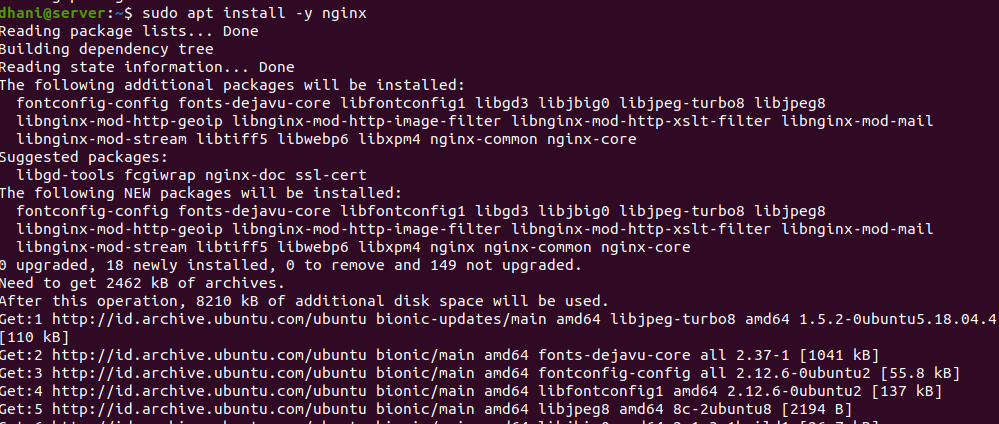 dhani@server:~$ sudo apt install -y nginx
Reading package lists... Done
Building dependency tree
Reading state information... Done
The following additional packages will be installed:
  fontconfig-config fonts-dejavu-core libfontconfig1 libgd3 libjbig0 libjpeg-turbo8 libjpeg8
  libnginx-mod-http-geoip libnginx-mod-http-image-filter libnginx-mod-http-xslt-filter libnginx-mod-mail
  libnginx-mod-stream libtiff5 libwebp6 libxpm4 nginx-common nginx-core
Suggested packages:
  libgd-tools fcgiwrap nginx-doc ssl-cert
The following NEW packages will be installed:
  fontconfig-config fonts-dejavu-core libfontconfig1 libgd3 libjbig0 libjpeg-turbo8 libjpeg8
  libnginx-mod-http-geoip libnginx-mod-http-image-filter libnginx-mod-http-xslt-filter libnginx-mod-mail
  libnginx-mod-stream libtiff5 libwebp6 libxpm4 nginx nginx-common nginx-core
0 upgraded, 18 newly installed, 0 to remove and 149 not upgraded.
Need to get 2462 kB of archives.
After this operation, 8210 kB of additional disk space will be used.
Get:1 http://id.archive.ubuntu.com/ubuntu bionic-updates/main amd64 libjpeg-turbo8 amd64 1.5.2-0ubuntu5.18.04.4
[110 kB]
Get:2 http://id.archive.ubuntu.com/ubuntu bionic/main amd64 fonts-dejavu-core all 2.37-1 [1041 kB]
Get:3 http://id.archive.ubuntu.com/ubuntu bionic/main amd64 fontconfig-config all 2.12.6-0ubuntu2 [55.8 kB]
Get:4 http://id.archive.ubuntu.com/ubuntu bionic/main amd64 libfontconfig1 amd64 2.12.6-0ubuntu2 [137 kB]
Get:5 http://id.archive.ubuntu.com/ubuntu bionic/main amd64 libjpeg8 amd64 8c-2ubuntu8 [2194 B]